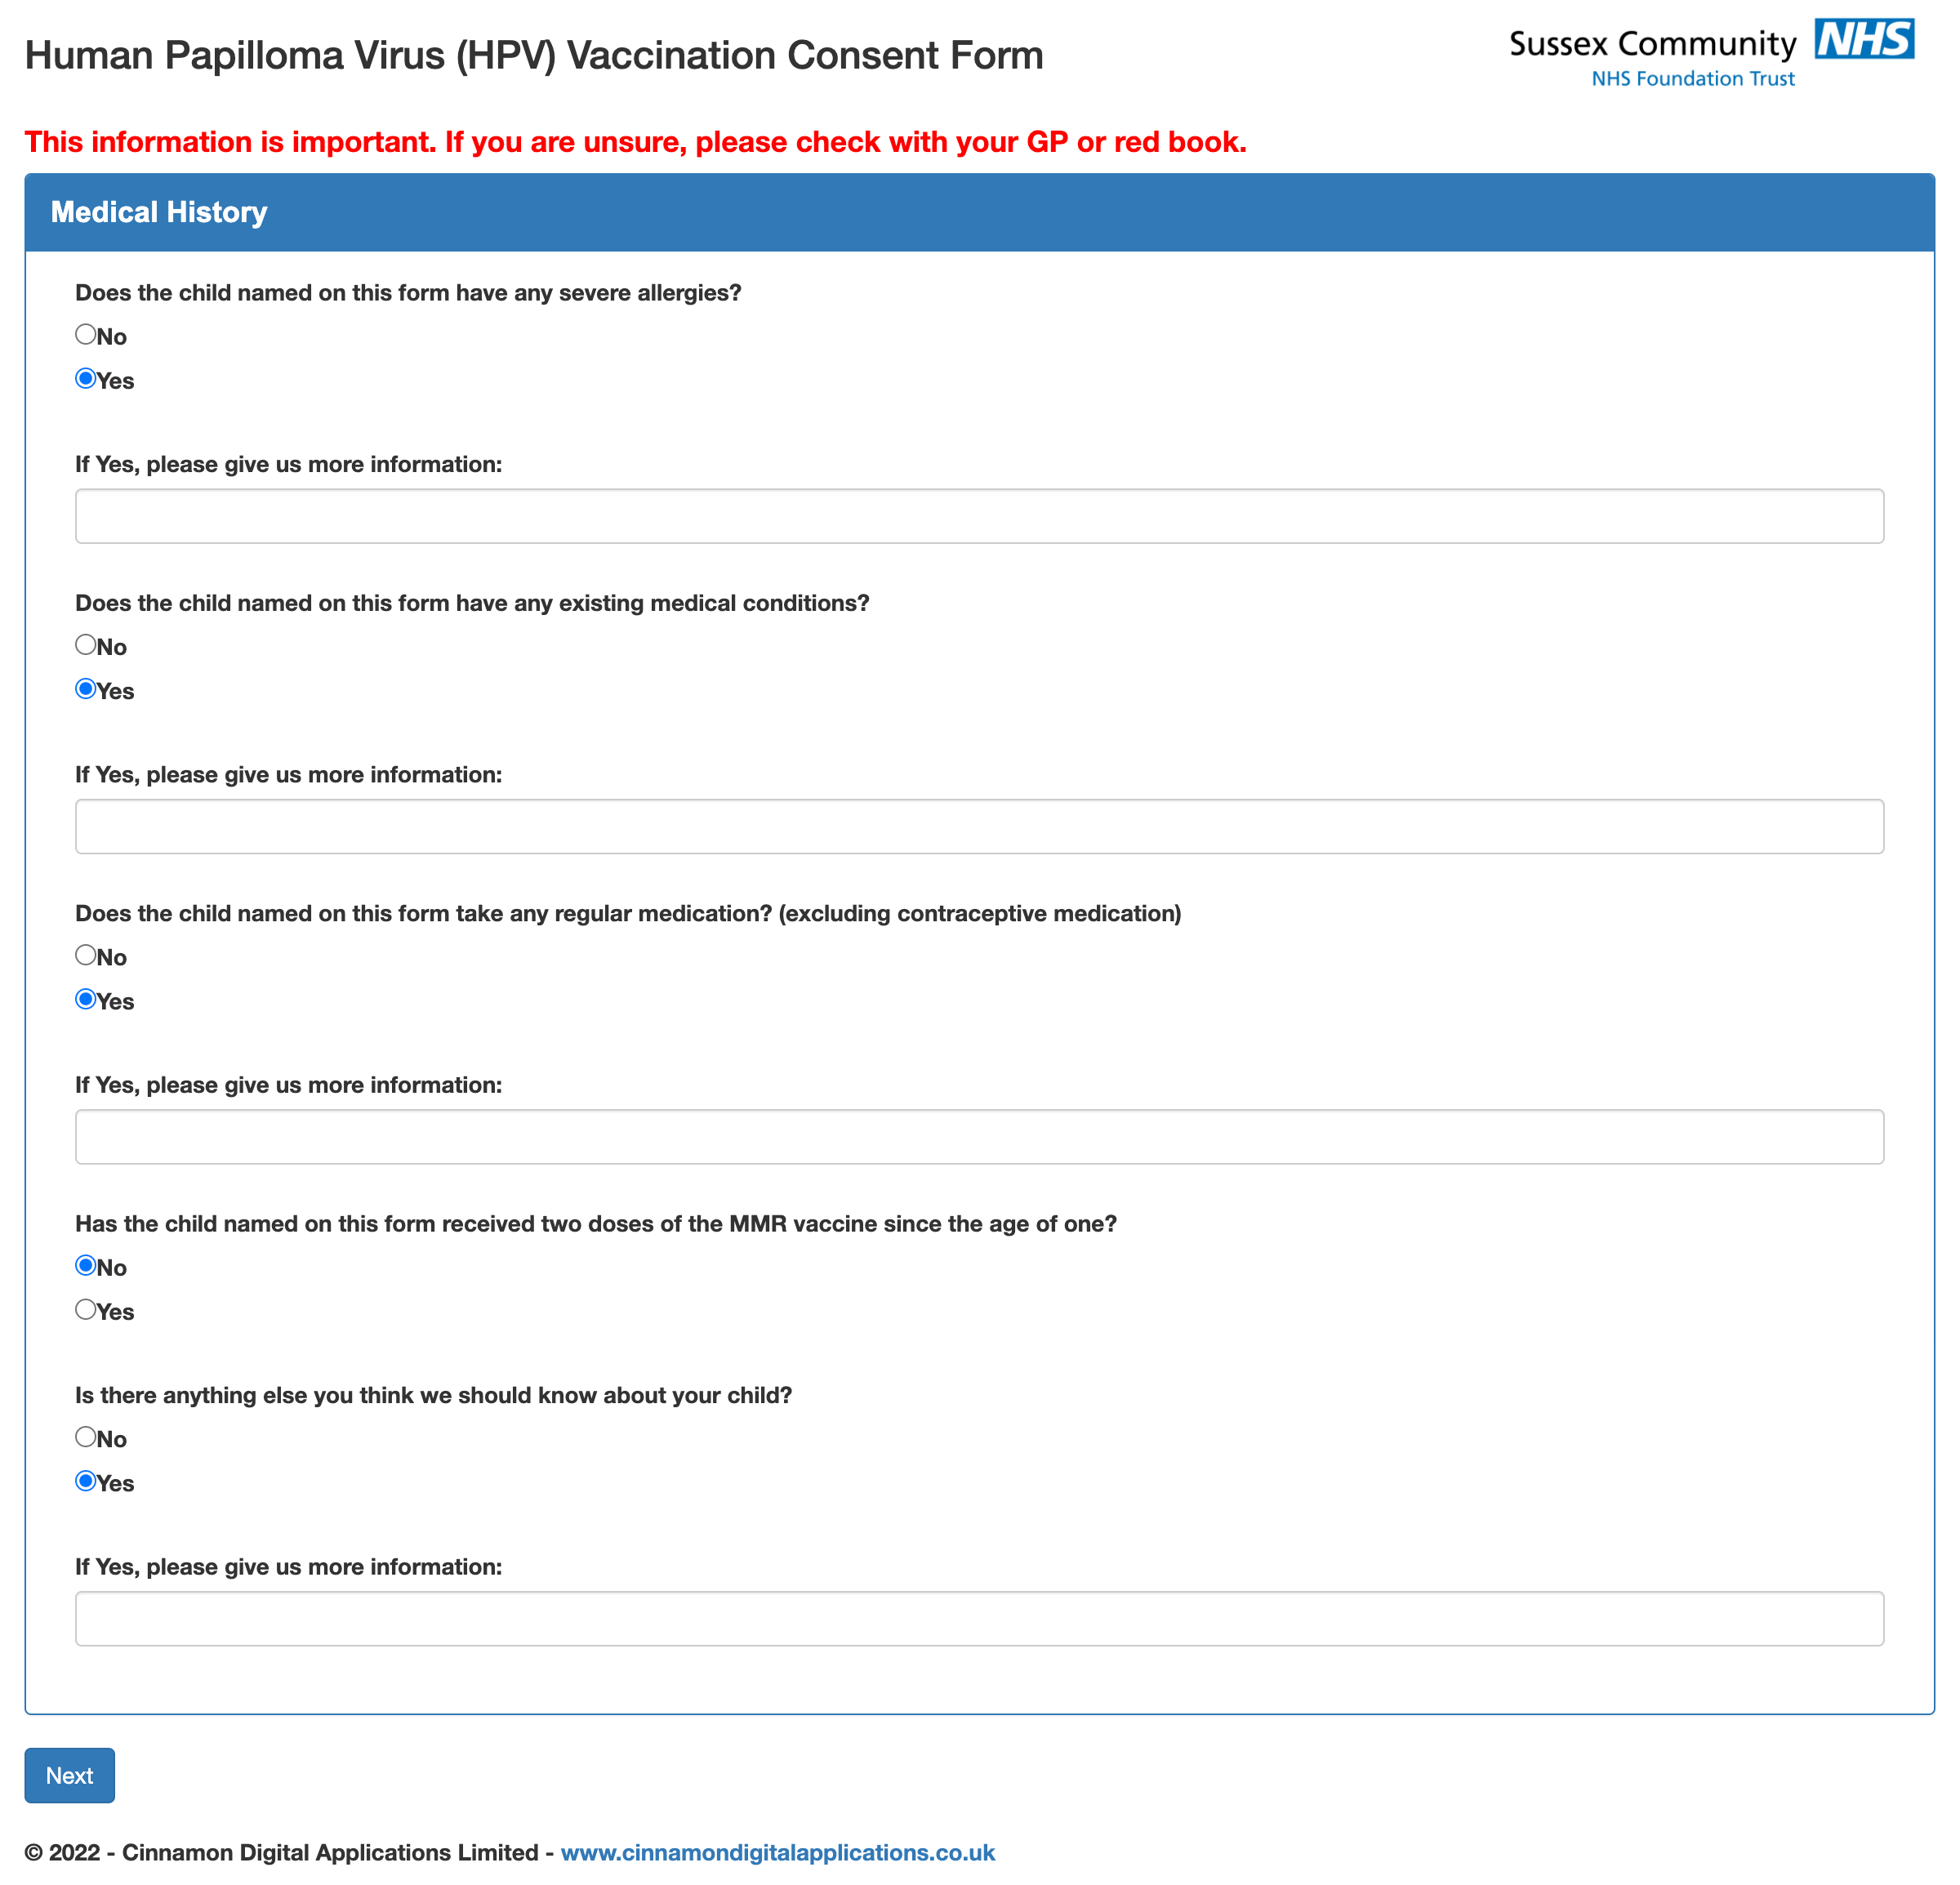 Human Papilloma Virus (HPV) Vaccination Consent Form
Sussex Community NHS
NHS Foundation Trust
This information is important. If you are unsure, please check with your GP or red book.
Medical History
Does the child named on this form have any severe allergies?
No
Yes
If Yes, please give us more information:
Does the child named on this form have any existing medical conditions?
No
Yes
If Yes, please give us more information:
Does the child named on this form take any regular medication? (excluding contraceptive medication)
No
Yes
If Yes, please give us more information:
Has the child named on this form received two doses of the MMR vaccine since the age of one?
No
Yes
Is there anything else you think we should know about your child?
No
Yes
If Yes, please give us more information:
Next
© 2022 - Cinnamon Digital Applications Limited - www.cinnamondigitalapplications.co.uk